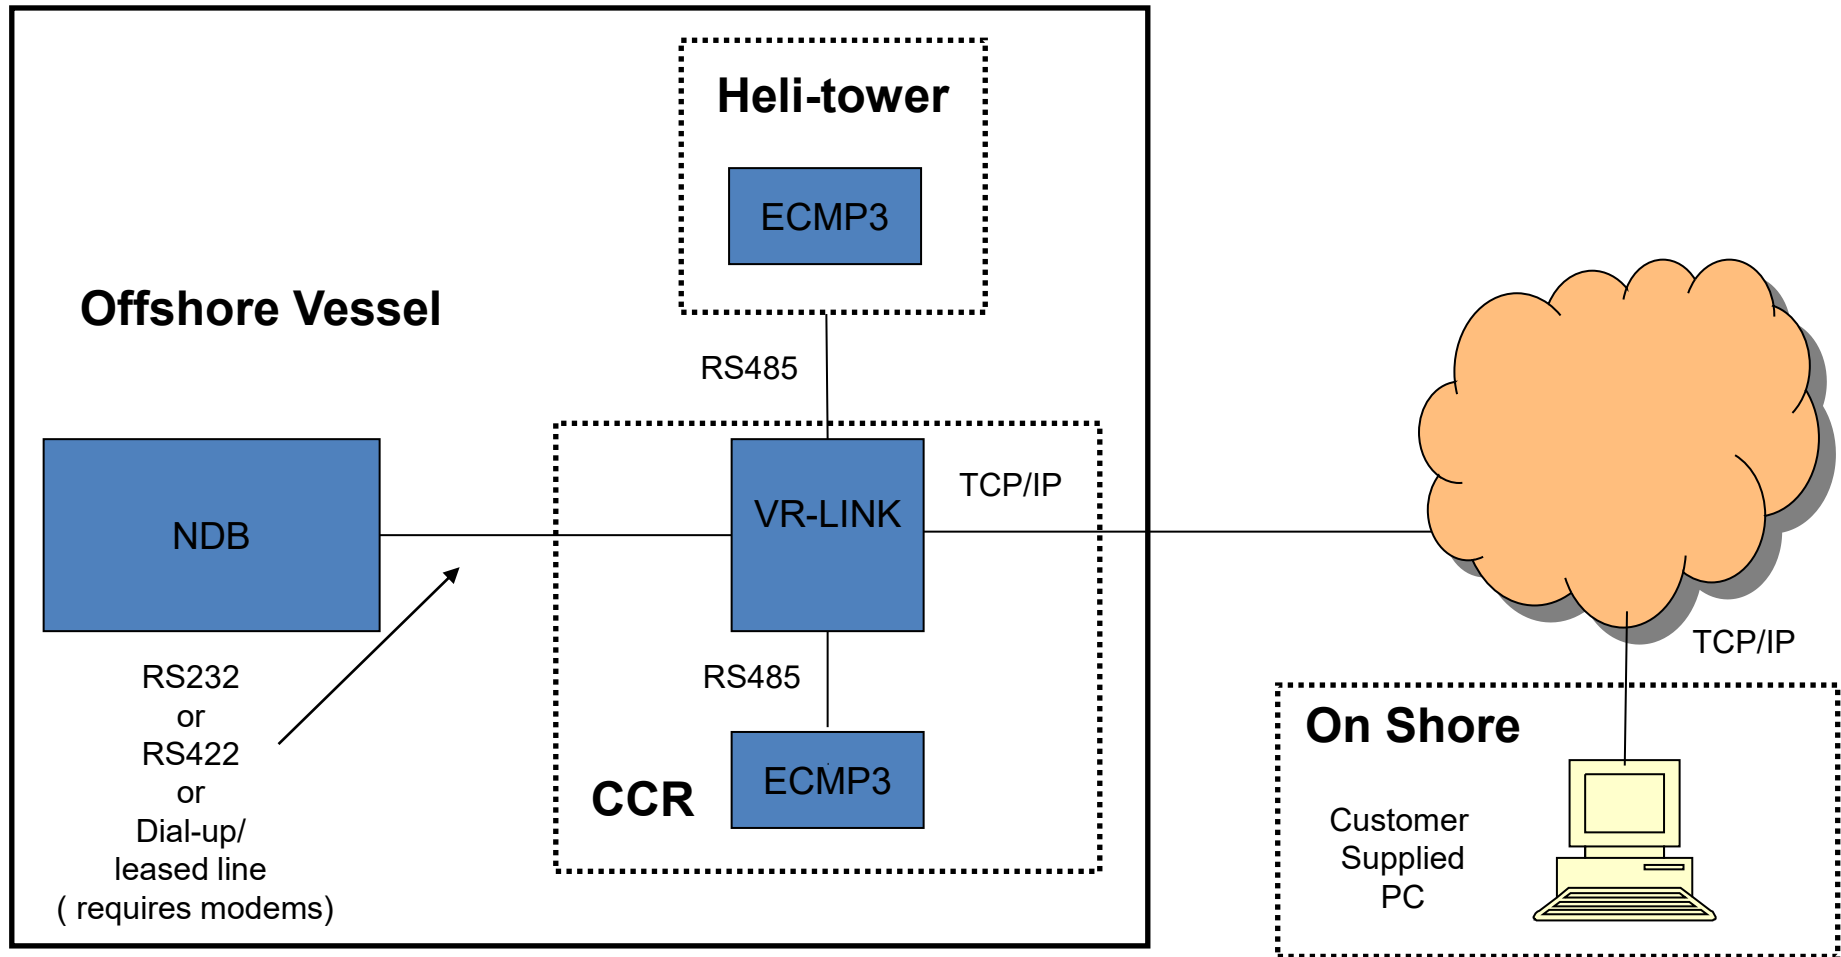 Heli-tower
ECMP3
Offshore Vessel
RS485
NDB
VR-LINK
TCP/IP
RS232
or
RS422
or
Dial-up/
leased line
( requires modems)
RS485
ECMP3
CCR
TCP/IP
On Shore
Customer
Supplied
PC